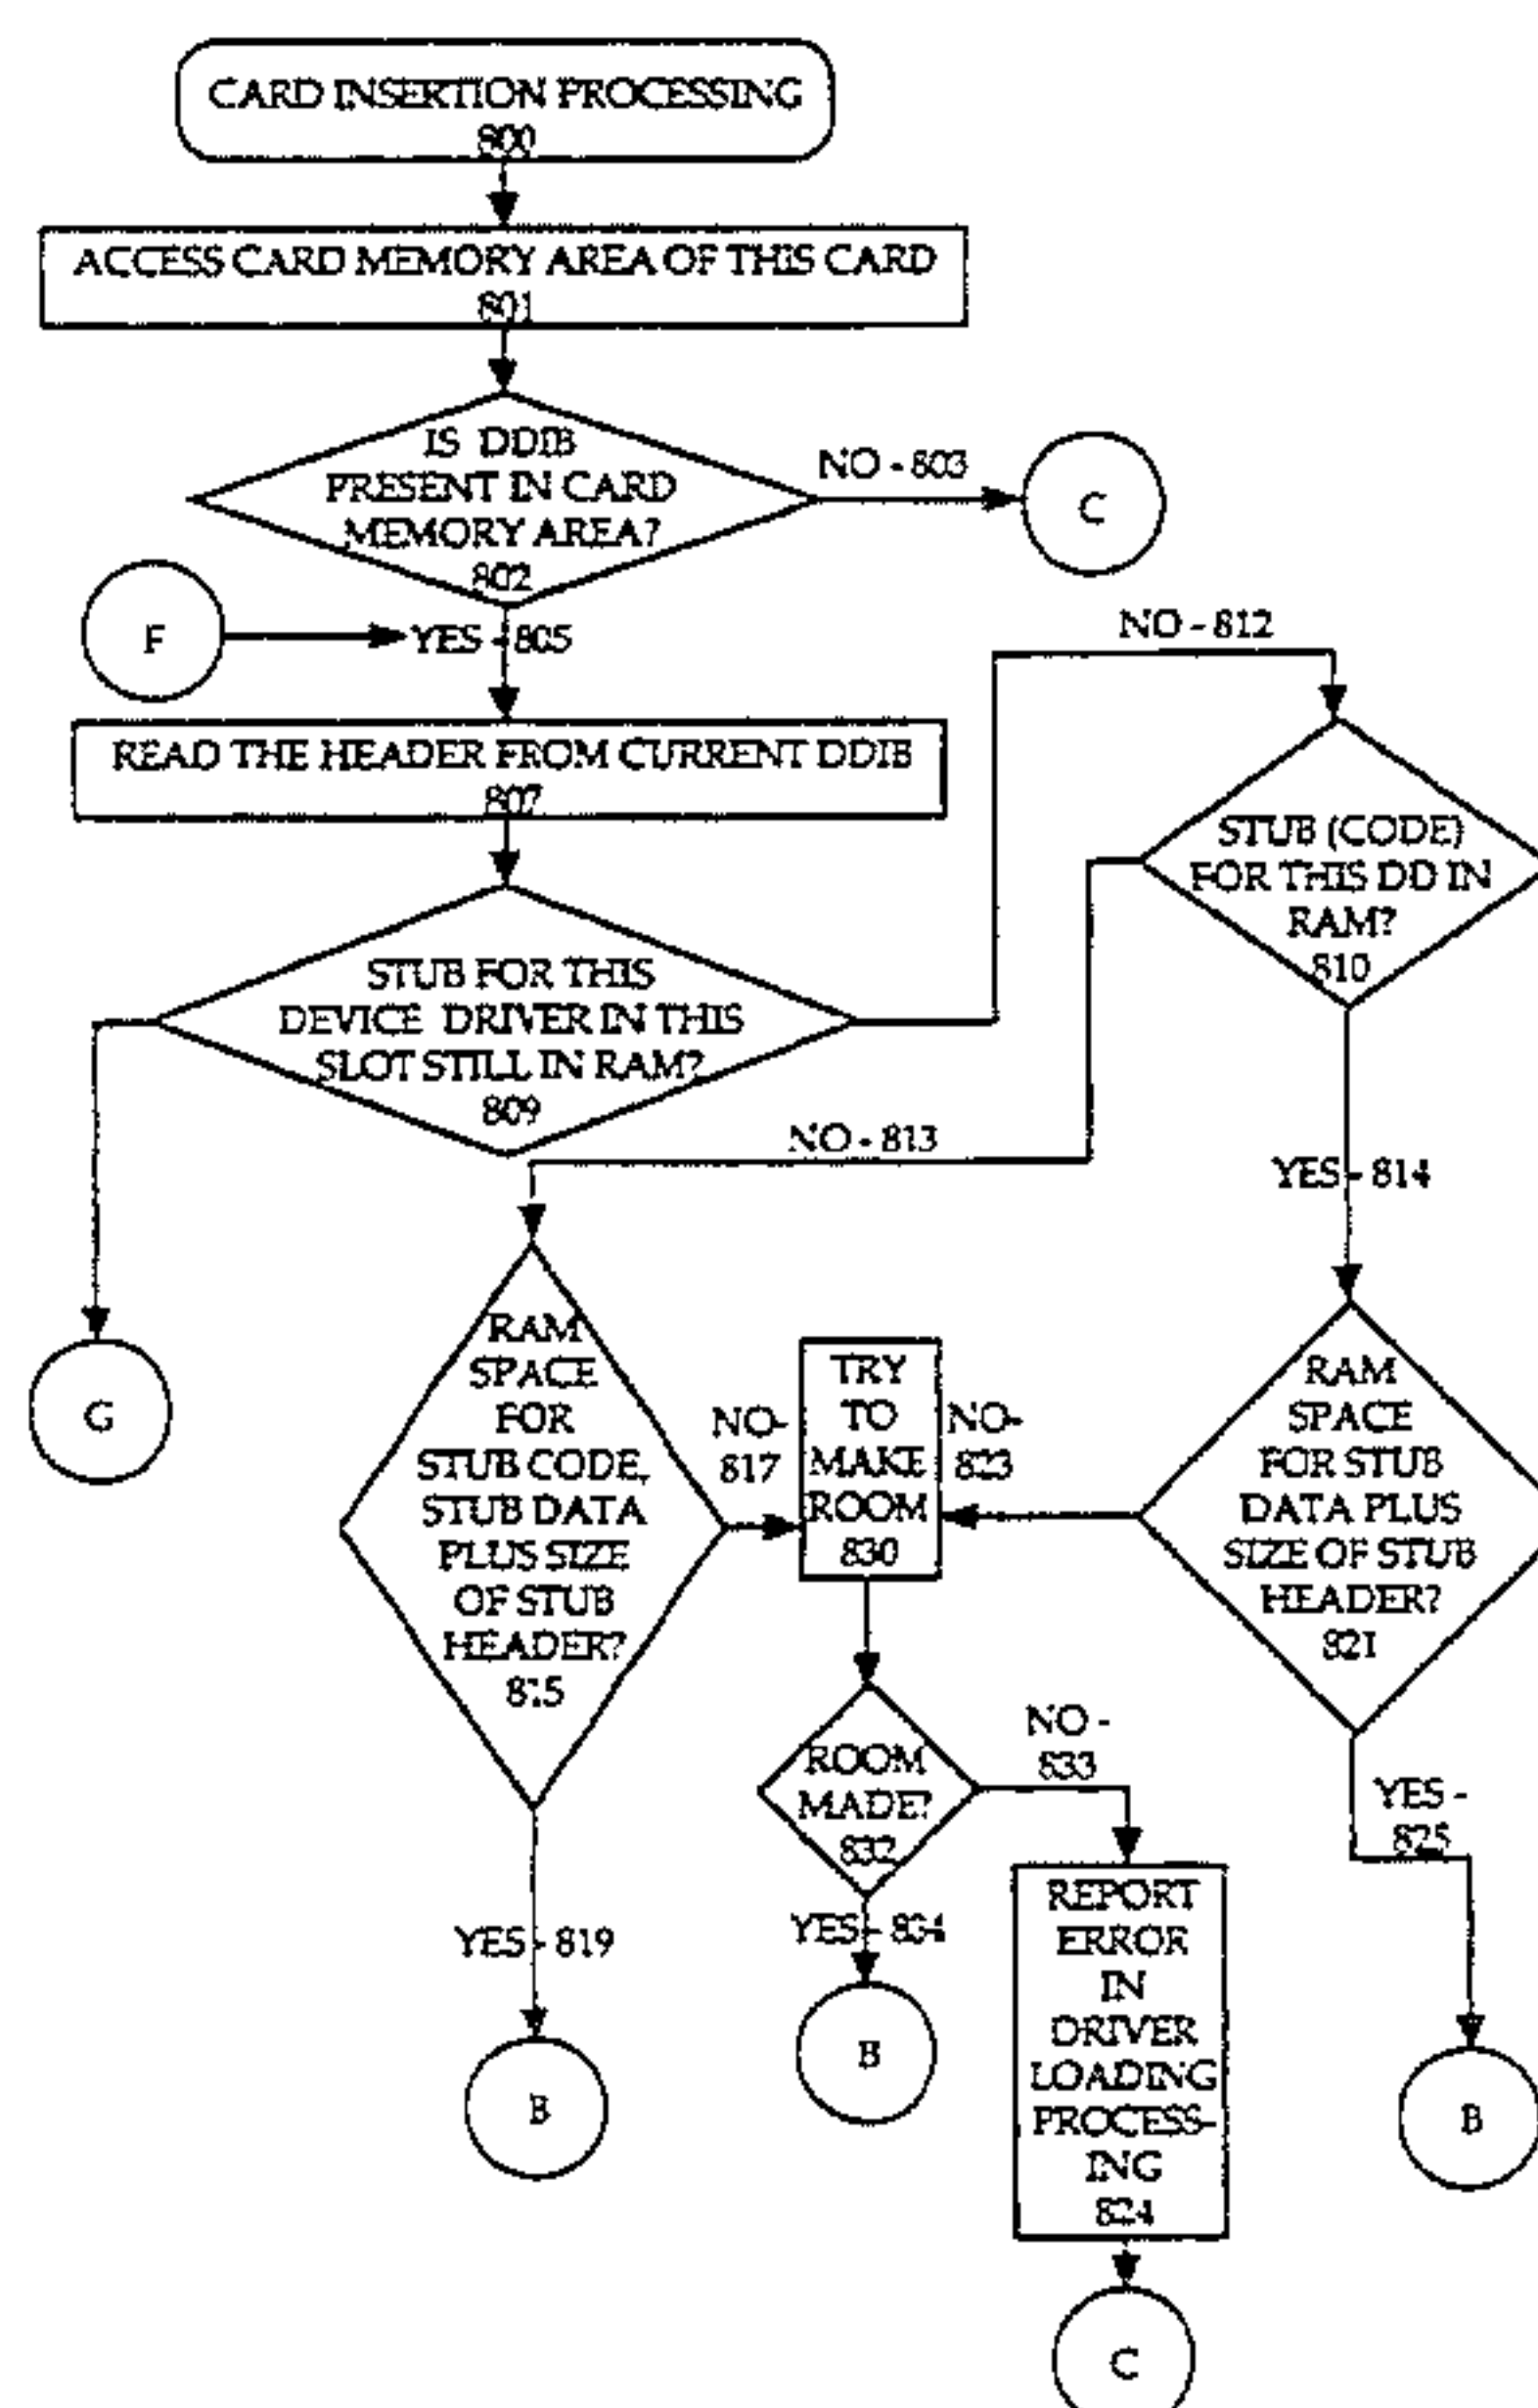 CARD INSERTION PROCESSING
800
ACCESS CARD MEMORY AREA OF THIS CARD
801
IS DDIB
PRESENT IN CARD
MEMORY AREA?
802
NO - 803
C
F
YES - 805
READ THE HEADER FROM CURRENT DDIB
807
STUB FOR THIS
DEVICE DRIVER IN THIS
SLOT STILL IN RAM?
809
NO - 812
STUB (CODE)
FOR THIS DD IN
RAM?
810
NO - 813
YES - 814
G
RAM
SPACE
FOR
STUB CODE,
STUB DATA
PLUS SIZE
OF STUB
HEADER?
815
NO-
817
TRY
TO
MAKE
ROOM
830
NO-
823
RAM
SPACE
FOR STUB
DATA PLUS
SIZE OF STUB
HEADER?
821
ROOM
MADE?
832
NO -
833
YES -
825
YES - 819
YES - 834
REPORT
ERROR
IN
DRIVER
LOADING
PROCESS-
ING
824
B
B
B
C